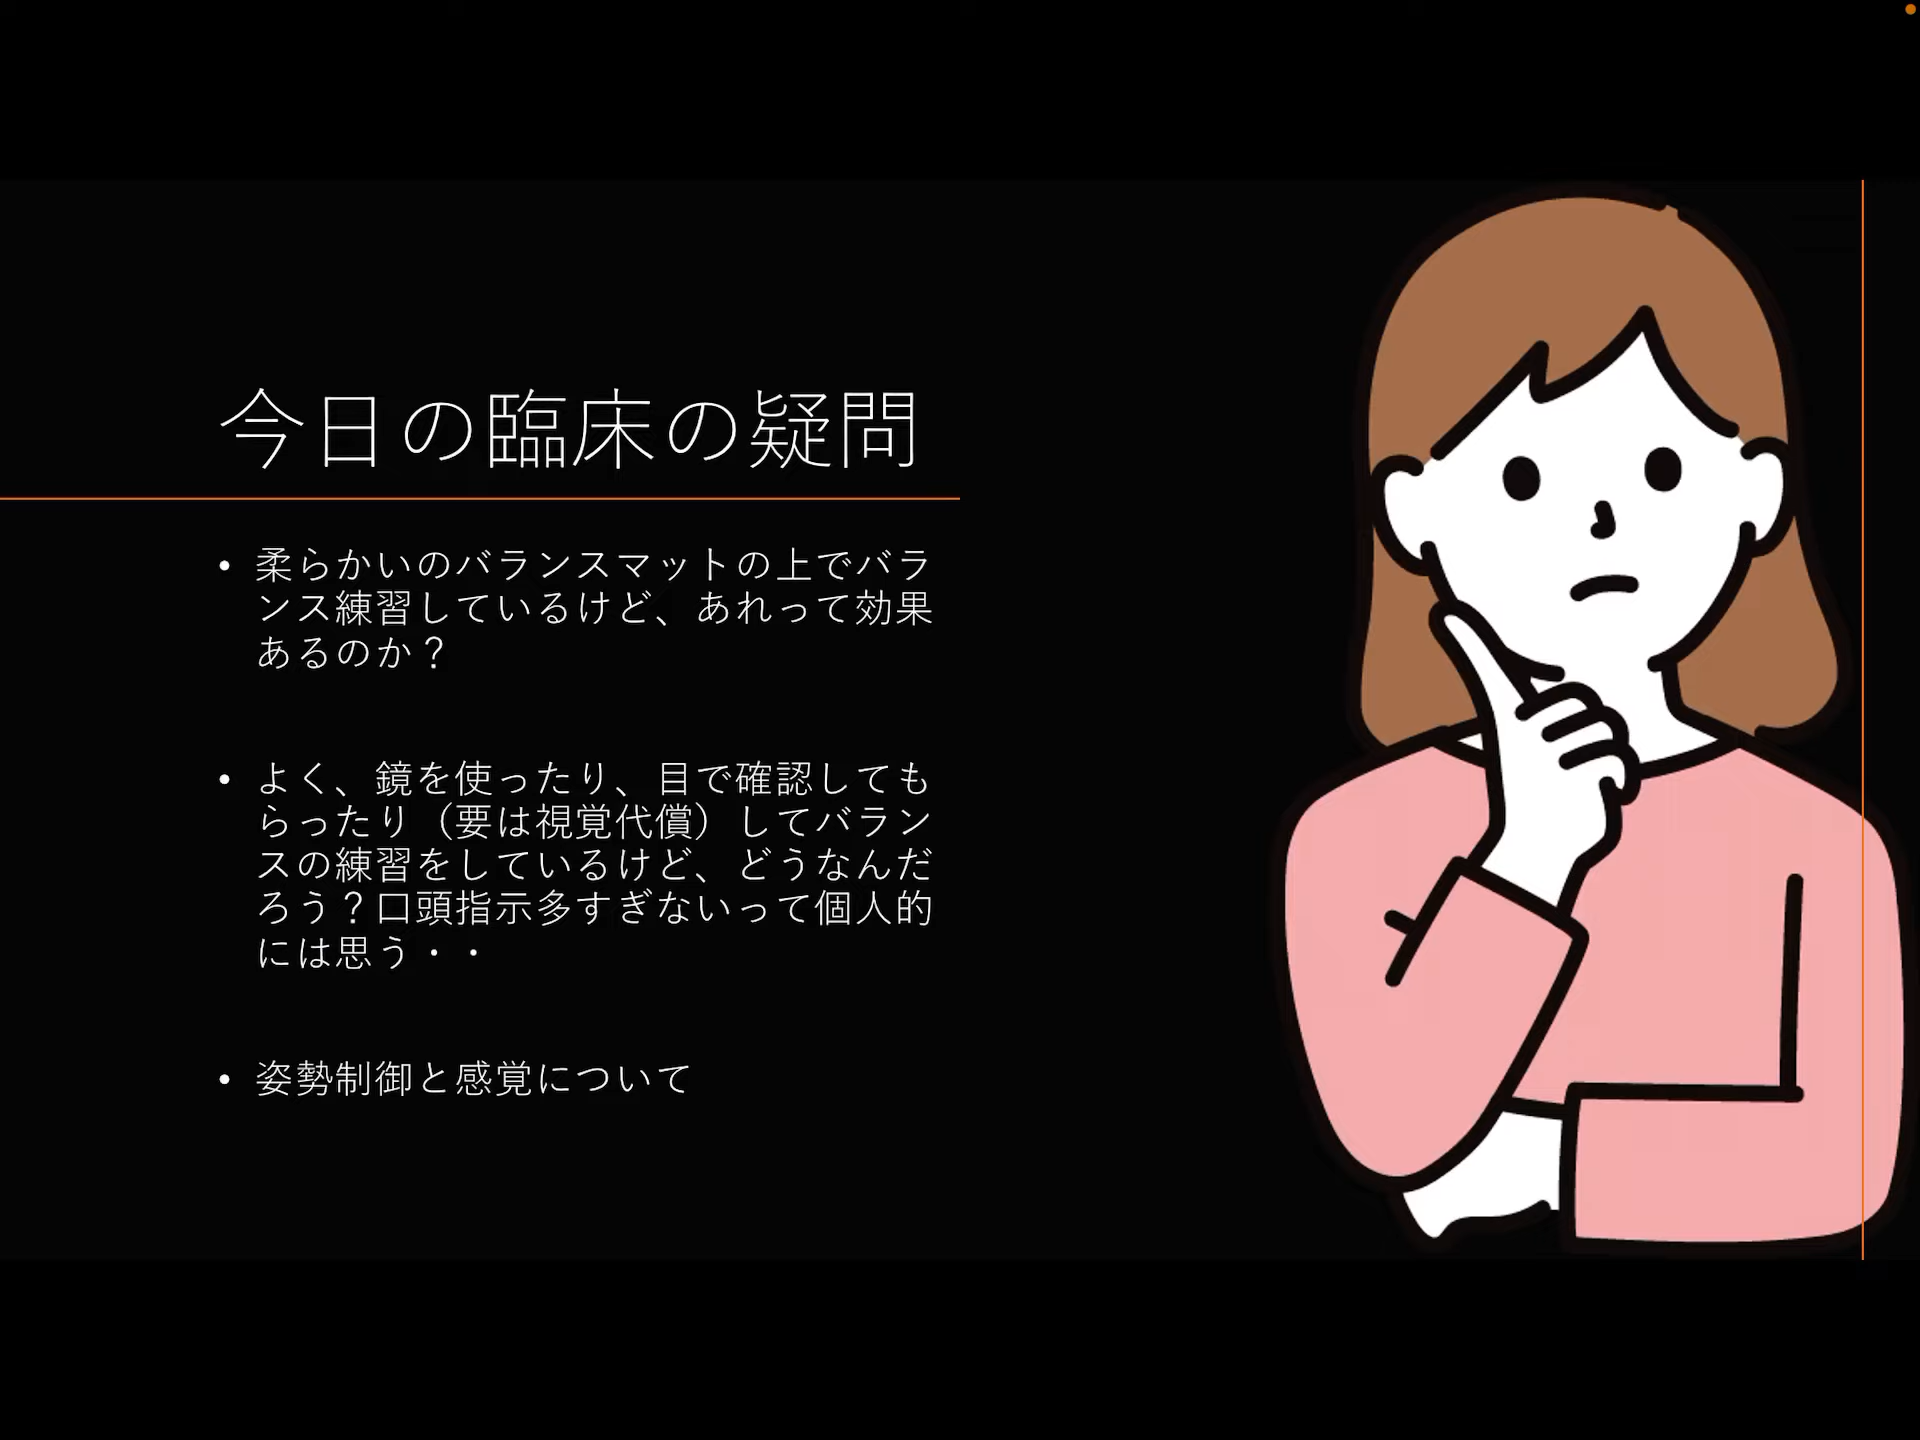 今日の臨床の疑問
• 柔らかいのバランスマットの上でバラ
ンス練習しているけど、あれって効果
あるのか？
• よく、鏡を使ったり、目で確認しても
らったり（要は視覚代償）してバラン
スの練習をしているけど、どうなんだ
ろう？口頭指示多すぎないって個人的
には思う・・
• 姿勢制御と感覚について